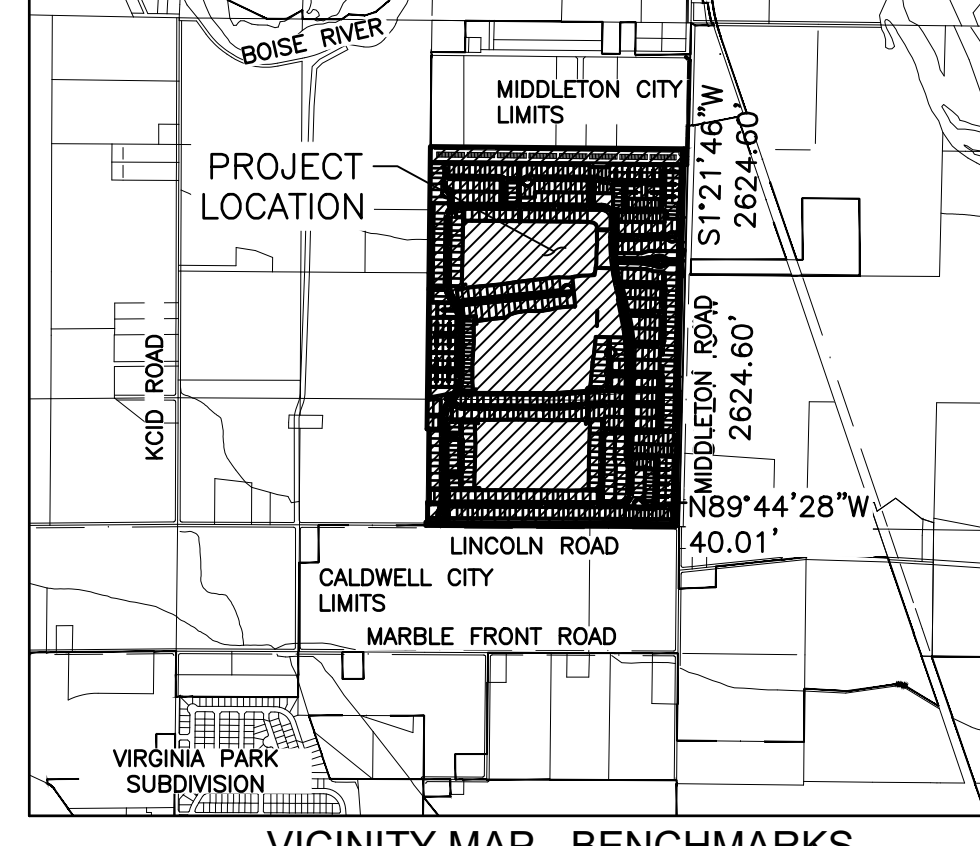 BOISE RIVER
MIDDLETON CITY
LIMITS
S1°21'46"W
2624.60'
PROJECT
LOCATION
KCID ROAD
MIDDLETON ROAD
2624.60'
N89°44'28"W
40.01'
LINCOLN ROAD
CALDWELL CITY
LIMITS
MARBLE FRONT ROAD
VIRGINIA PARK
SUBDIVISION
VICINITY MAP BENCHMARKS